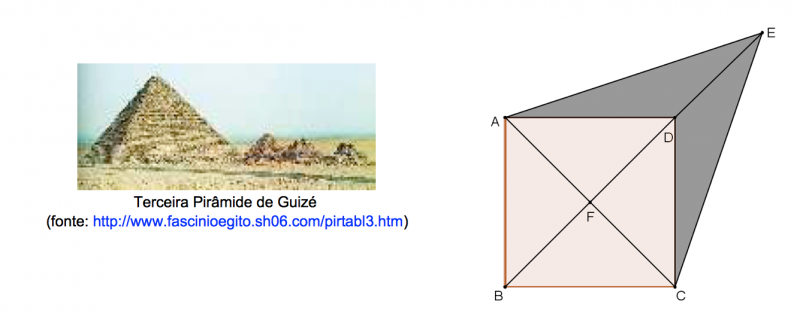 Terceira Pirâmide de Guizé
(fonte: http://www.fascinioegito.sh06.com/pirtabl3.htm)
E
A
D
F
B
C